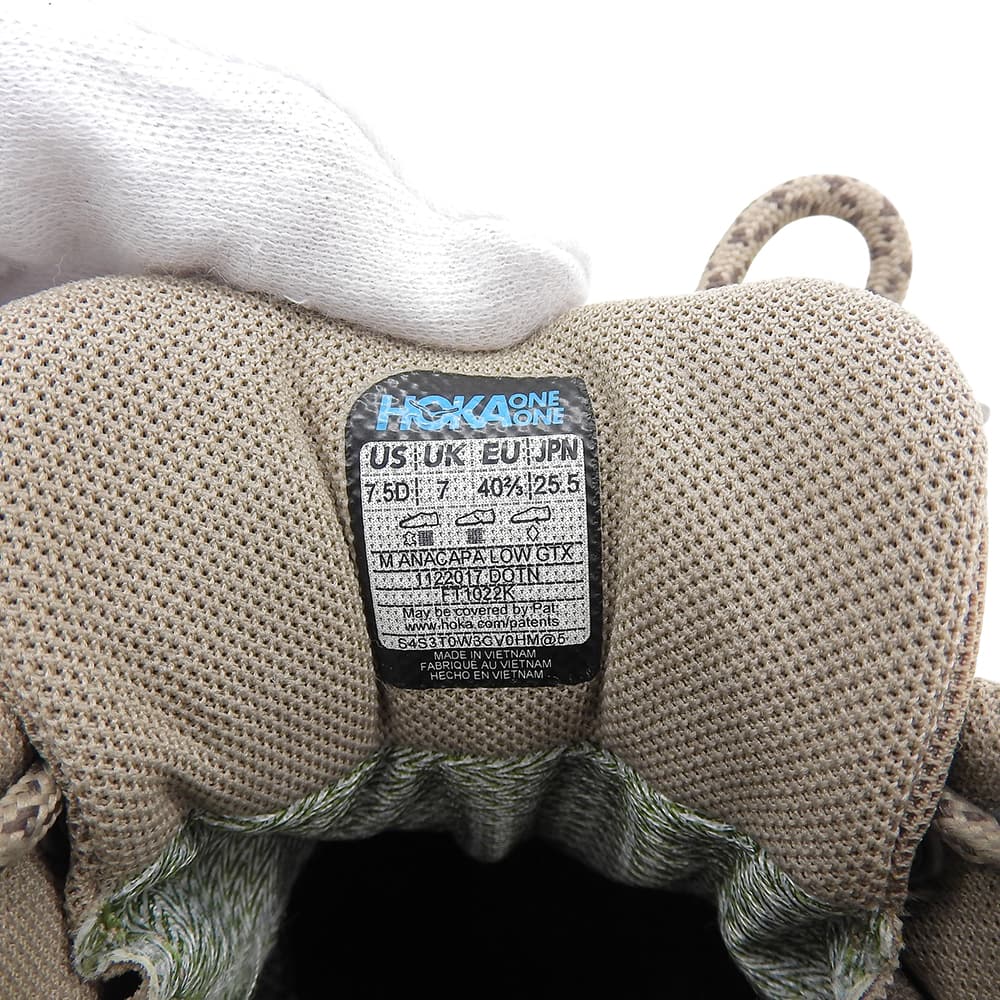 HOKA ONE ONE
US UK EU JPN
7.5D 7 40⅔ 25.5
M ANACAPA LOW GTX
1122017 DOTN
FT1022K
May be covered by Pat.
www.hoka.com/patents
S4S3T0W3GV0HM@5
MADE IN VIETNAM
FABRIQUE AU VIETNAM
HECHO EN VIETNAM